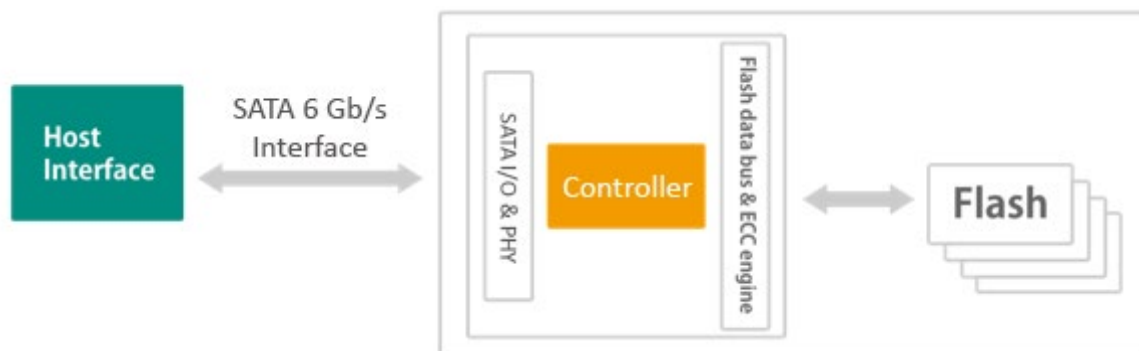 Host
Interface
SATA 6 Gb/s
Interface
SATA I/O & PHY
Controller
Flash data bus & ECC engine
Flash